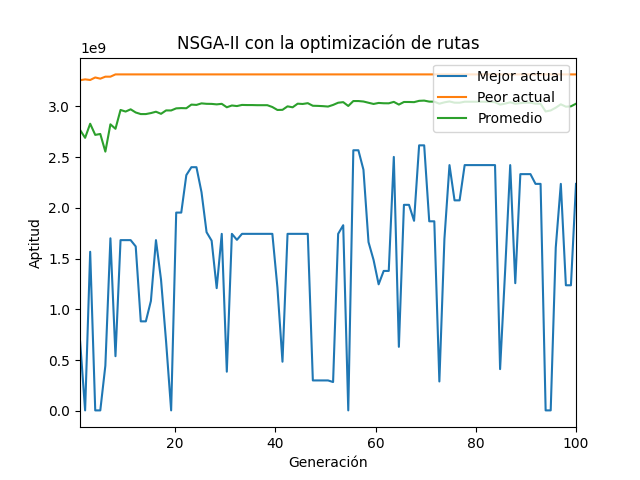 NSGA-II con la optimización de rutas
1e9
Mejor actual
Peor actual
Promedio
3.0
2.5
2.0
1.5
1.0
0.5
0.0
Aptitud
20
40
60
80
100
Generación